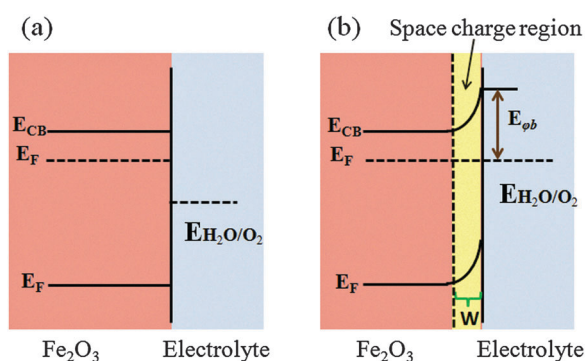 (a)
E_CB
E_F
E_H₂O/O₂
E_F
Fe₂O₃ Electrolyte
(b)
Space charge region
E_CB
E_φb
E_F
E_H₂O/O₂
E_F
W
Fe₂O₃ Electrolyte